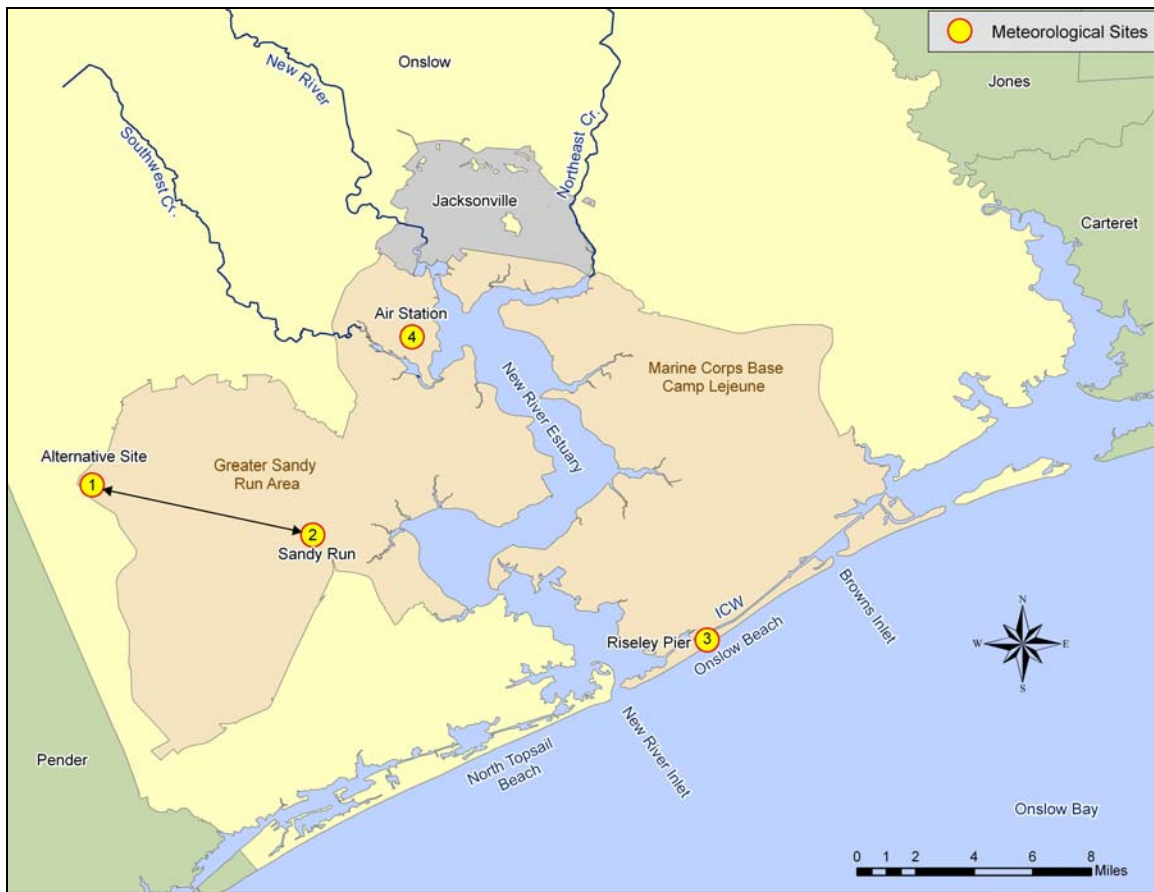 Meteorological Sites
Onslow
Jones
New River
Southwest Cr.
Northeast Cr.
Jacksonville
Carteret
Air Station
4
Marine Corps Base
Camp Lejeune
New River Estuary
Alternative Site
1
Greater Sandy
Run Area
2
Sandy Run
ICW
Browns Inlet
Riseley Pier
3
Onslow Beach
N
W
E
S
New River Inlet
North Topsail
Beach
Pender
Onslow Bay
0 1 2 4 6 8
Miles